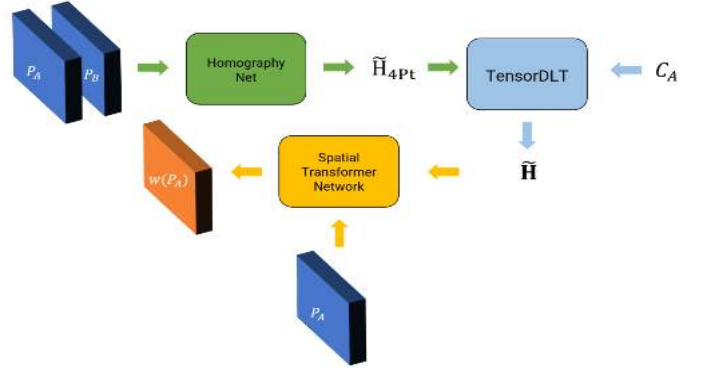 P_A
P_B
Homography
Net
H̃_4Pt
TensorDLT
C_A
w(P_A)
Spatial
Transformer
Network
H̃
P_A